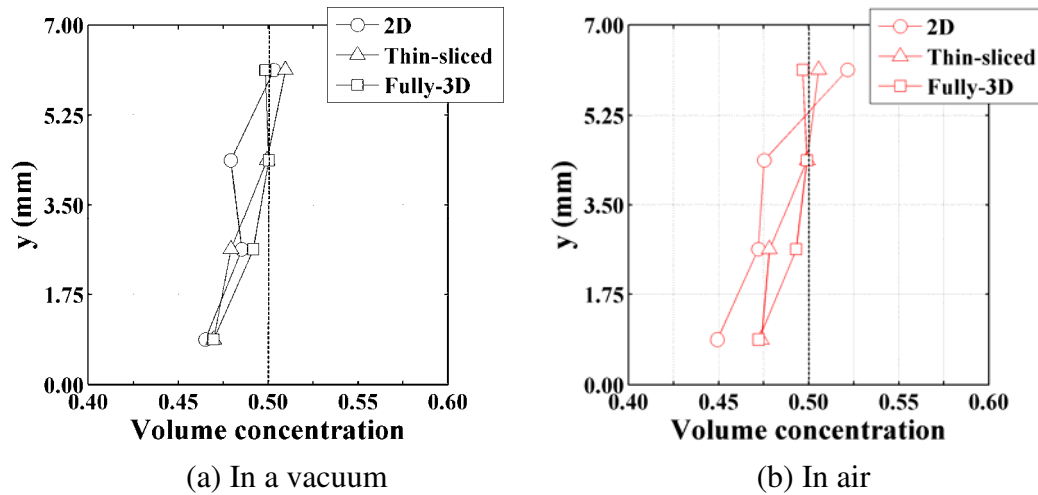 7.00
5.25
3.50
1.75
0.00
y (mm)
0.40
0.45
0.50
0.55
0.60
Volume concentration
2D
Thin-sliced
Fully-3D
(a) In a vacuum
7.00
5.25
3.50
1.75
0.00
y (mm)
0.40
0.45
0.50
0.55
0.60
Volume concentration
2D
Thin-sliced
Fully-3D
(b) In air